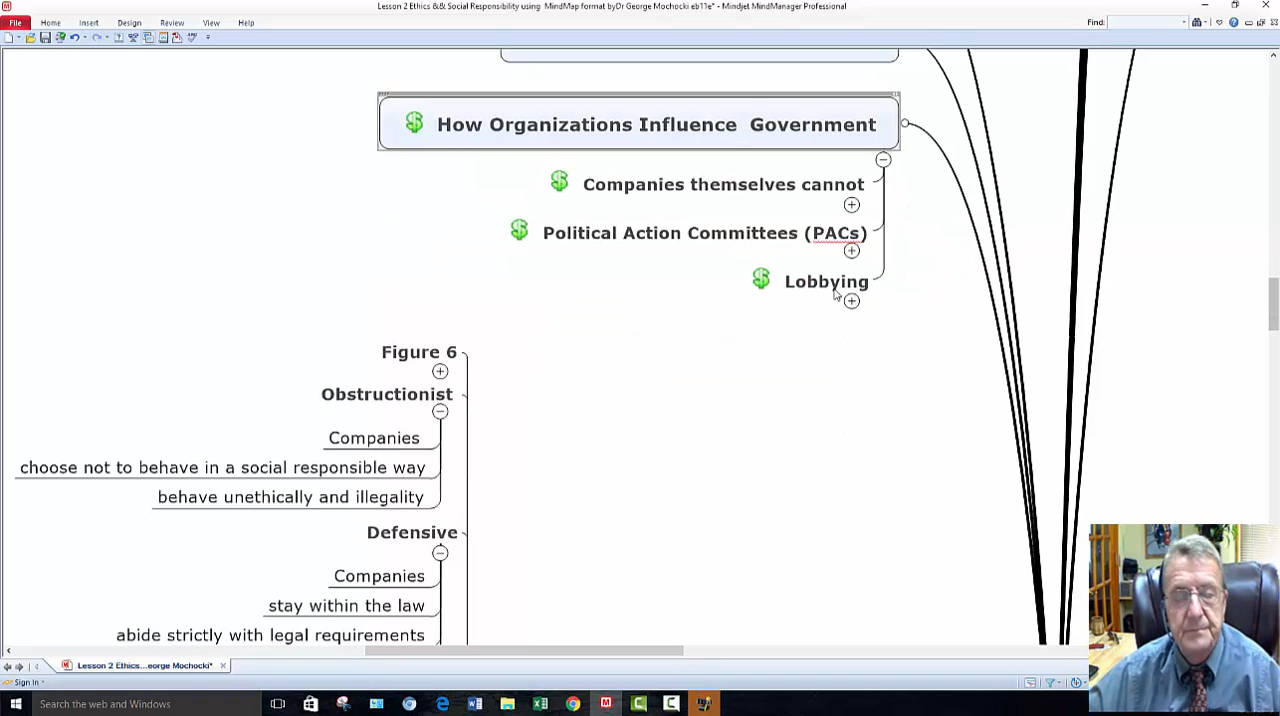 Lesson 2 Ethics && Social Responsibility using MindMap format byDr George Mochocki eb11e* - Mindjet MindManager Professional
File Home Insert Design Review View Help
Find:
How Organizations Influence Government
Companies themselves cannot
Political Action Committees (PACs)
Lobbying
Figure 6
Obstructionist
Companies
choose not to behave in a social responsible way
behave unethically and illegality
Defensive
Companies
stay within the law
abide strictly with legal requirements
Lesson 2 Ethics...eorge Mochocki*
Sign In
Search the web and Windows